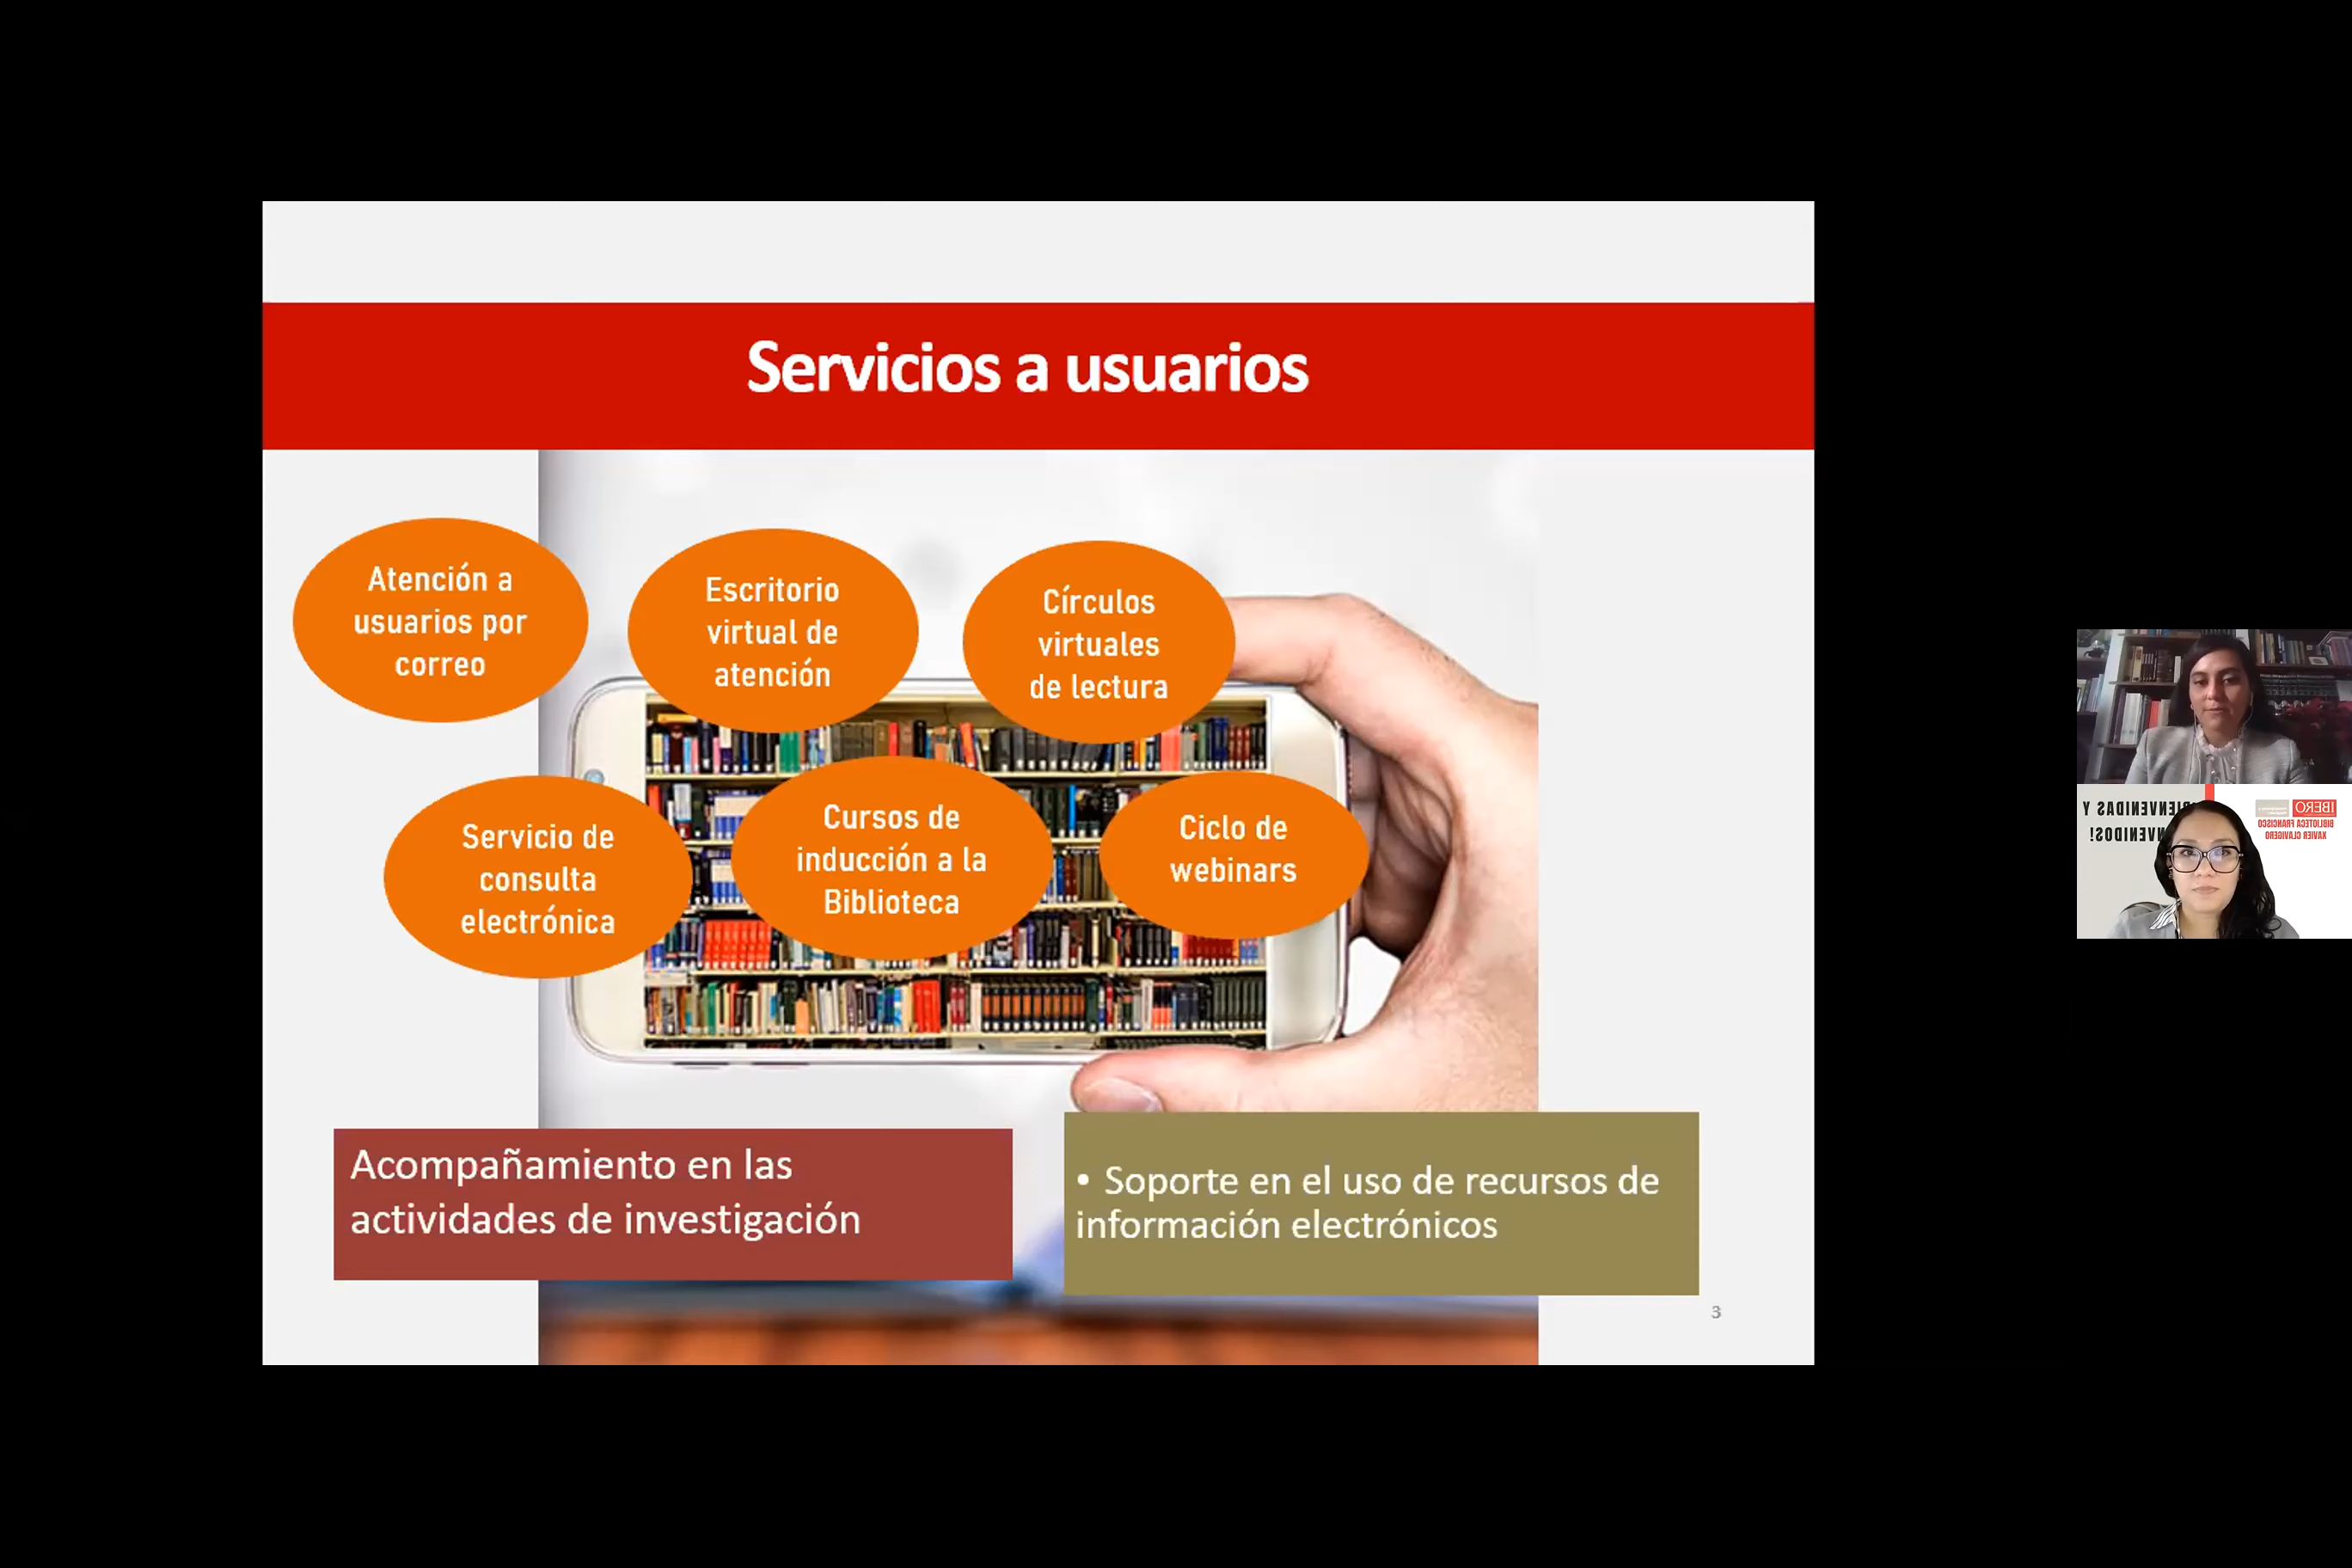 Servicios a usuarios
Atención a
usuarios por
correo
Escritorio
virtual de
atención
Círculos
virtuales
de lectura
Servicio de
consulta
electrónica
Cursos de
inducción a la
Biblioteca
Ciclo de
webinars
Acompañamiento en las
actividades de investigación
• Soporte en el uso de recursos de
información electrónicos
3
IBERO
BIBLIOTECA FRANCISCO
XAVIER CLAVIGERO